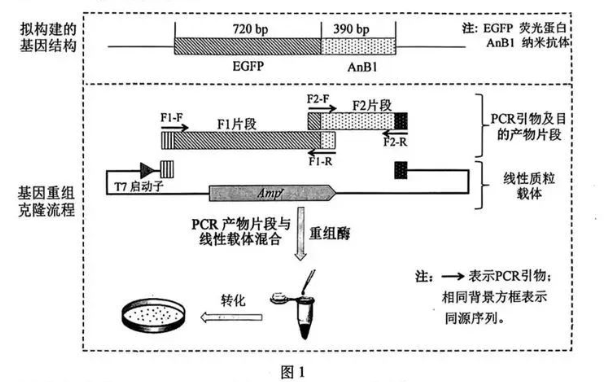 拟构建的
基因结构
720 bp
390 bp
EGFP
AnB1
注: EGFP 荧光蛋白
AnB1 纳米抗体
F1-F
F1片段
F2-F
F2片段
F1-R
F2-R
PCR引物及目
的产物片段
T7 启动子
Ampʳ
线性质粒
载体
基因重组
克隆流程
PCR 产物片段与
线性载体混合
重组酶
转化
注: → 表示PCR引物;
相同背景方框表示
同源序列。
图 1